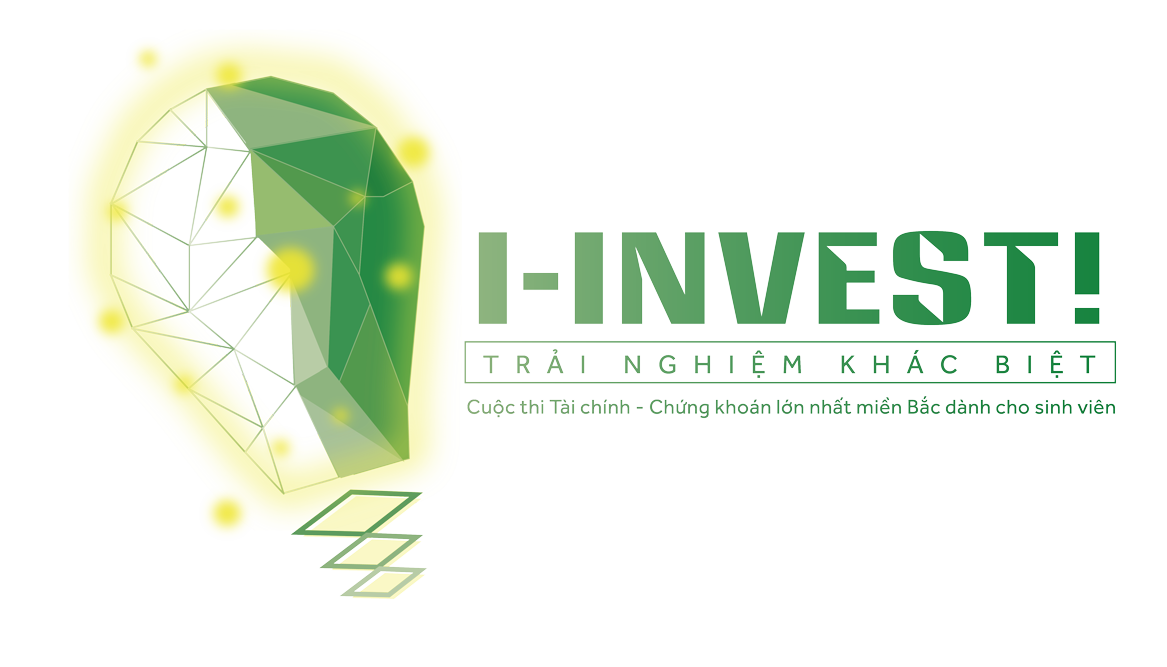 I-INVEST!
TRẢI NGHIỆM KHÁC BIỆT
Cuộc thi Tài chính - Chứng khoán lớn nhất miền Bắc dành cho sinh viên